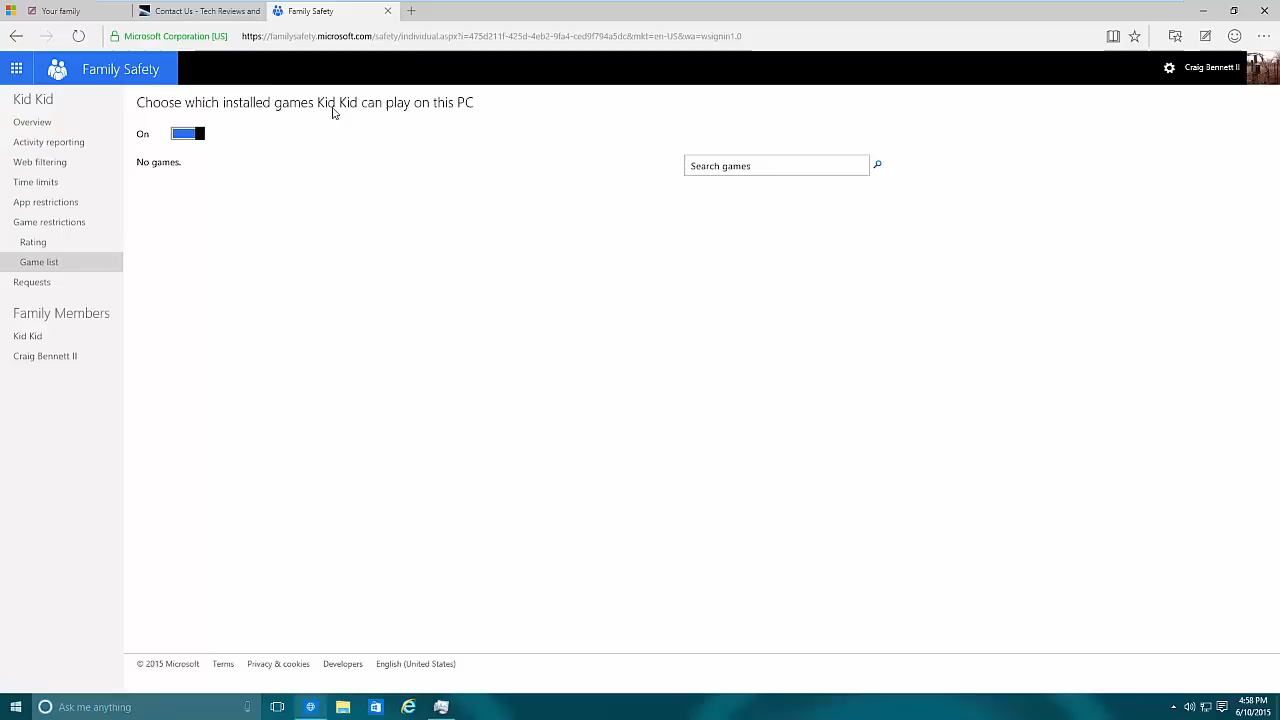 Your family
Contact Us - Tech Reviews and
Family Safety
Microsoft Corporation [US]
https://familysafety.microsoft.com/safety/individual.aspx?i=475d211f-425d-4eb2-9fa4-ced9f794a5dc&mkt=en-US&wa=wsignin1.0
Family Safety
Craig Bennett II
Kid Kid
Overview
Activity reporting
Web filtering
Time limits
App restrictions
Game restrictions
Rating
Game list
Requests
Family Members
Kid Kid
Craig Bennett II
Choose which installed games Kid Kid can play on this PC
On
No games.
Search games
© 2015 Microsoft Terms Privacy & cookies Developers English (United States)
Ask me anything
4:58 PM
6/10/2015